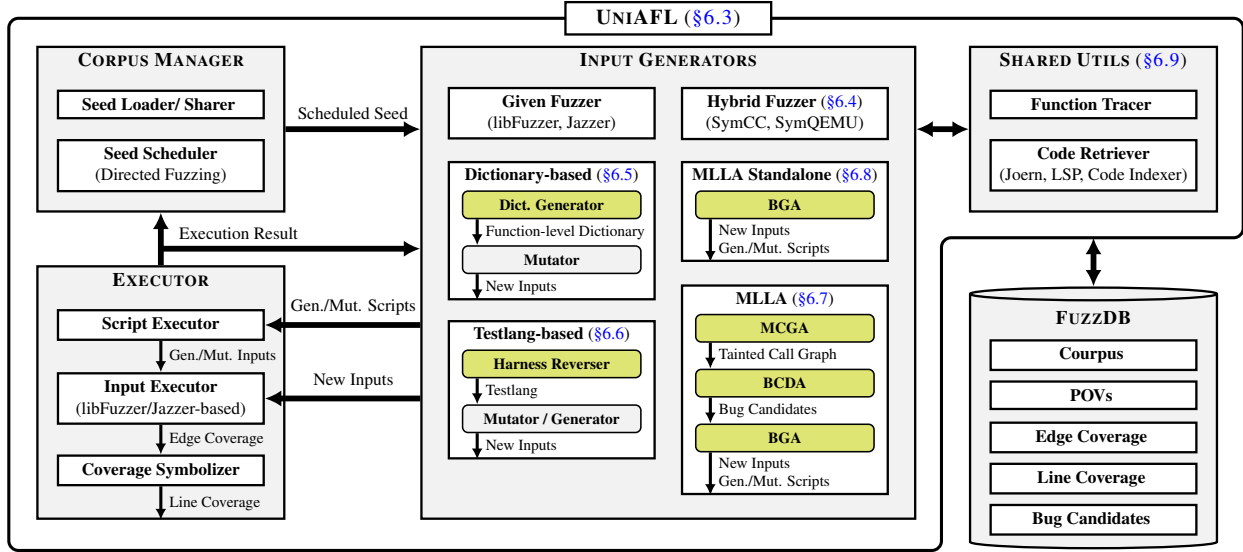 UNIAFL (§6.3)
CORPUS MANAGER
Seed Loader/ Sharer
Seed Scheduler
(Directed Fuzzing)
Scheduled Seed
Execution Result
EXECUTOR
Script Executor
Gen./Mut. Inputs
Input Executor
(libFuzzer/Jazzer-based)
Edge Coverage
Coverage Symbolizer
Line Coverage
Gen./Mut. Scripts
New Inputs
INPUT GENERATORS
Given Fuzzer
(libFuzzer, Jazzer)
Hybrid Fuzzer (§6.4)
(SymCC, SymQEMU)
Dictionary-based (§6.5)
Dict. Generator
Function-level Dictionary
Mutator
New Inputs
Testlang-based (§6.6)
Harness Reverser
Testlang
Mutator / Generator
New Inputs
MLLA Standalone (§6.8)
BGA
New Inputs
Gen./Mut. Scripts
MLLA (§6.7)
MCGA
Tainted Call Graph
BCDA
Bug Candidates
BGA
New Inputs
Gen./Mut. Scripts
SHARED UTILS (§6.9)
Function Tracer
Code Retriever
(Joern, LSP, Code Indexer)
FUZZDB
Courpus
POVs
Edge Coverage
Line Coverage
Bug Candidates